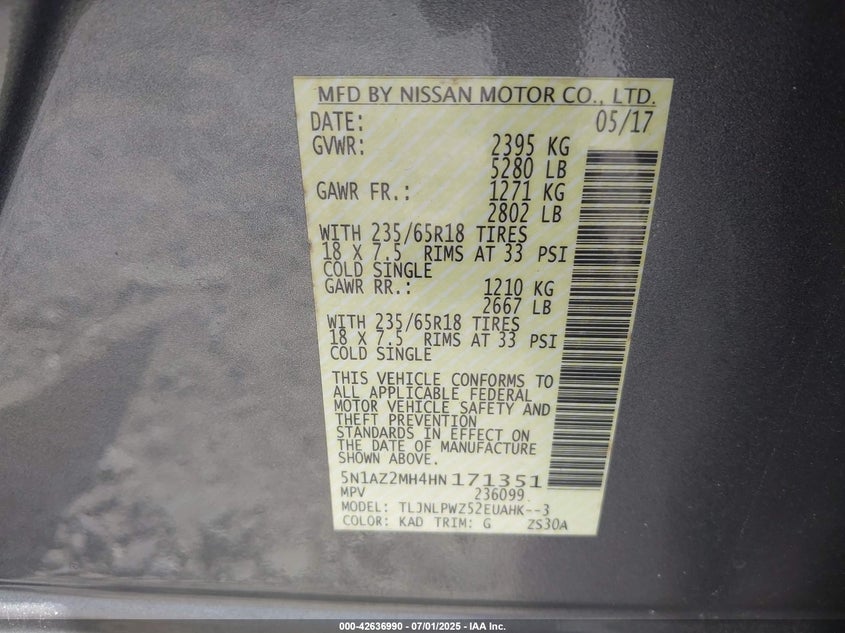 MFD BY NISSAN MOTOR CO., LTD.
DATE: 05/17
GVWR: 2395 KG
5280 LB
GAWR FR.: 1271 KG
2802 LB
WITH 235/65R18 TIRES
18 X 7.5 RIMS AT 33 PSI
COLD SINGLE
GAWR RR.: 1210 KG
2667 LB
WITH 235/65R18 TIRES
18 X 7.5 RIMS AT 33 PSI
COLD SINGLE
THIS VEHICLE CONFORMS TO
ALL APPLICABLE FEDERAL
MOTOR VEHICLE SAFETY AND
THEFT PREVENTION
STANDARDS IN EFFECT ON
THE DATE OF MANUFACTURE
SHOWN ABOVE.
5N1AZ2MH4HN171351
MPV 236099
MODEL: TLJNLPWZ52EUAHK--3
COLOR: KAD TRIM: G ZS30A
000-42636990 - 07/01/2025 - IAA Inc.